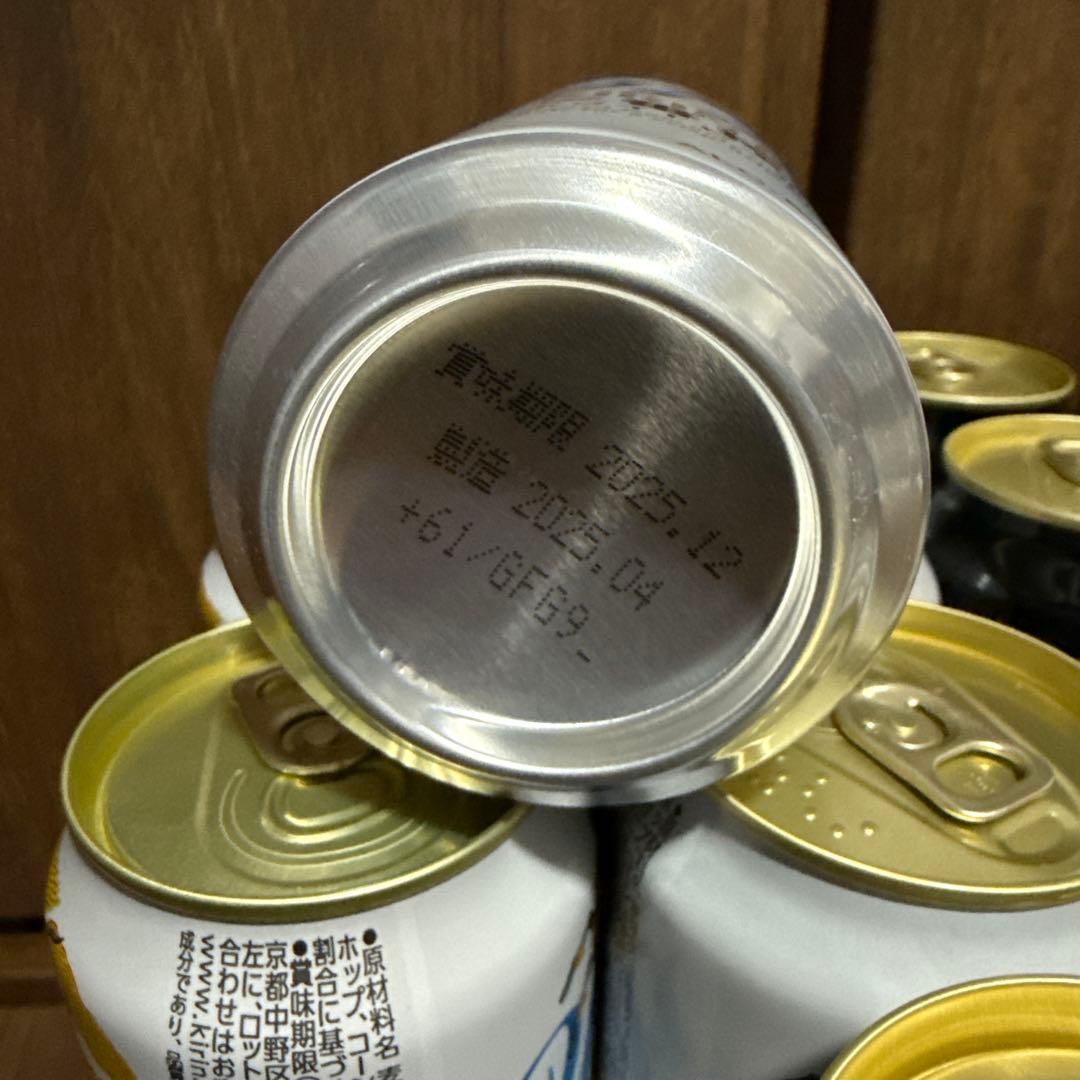 賞味期限 2025.12
製造 2025.04
+61/GFG9_
●原材料名
ホップ、コーン
割合に基づ
●賞味期限
京都中野区
左に、ロット
合わせはお
www.kirin.
成分であり、